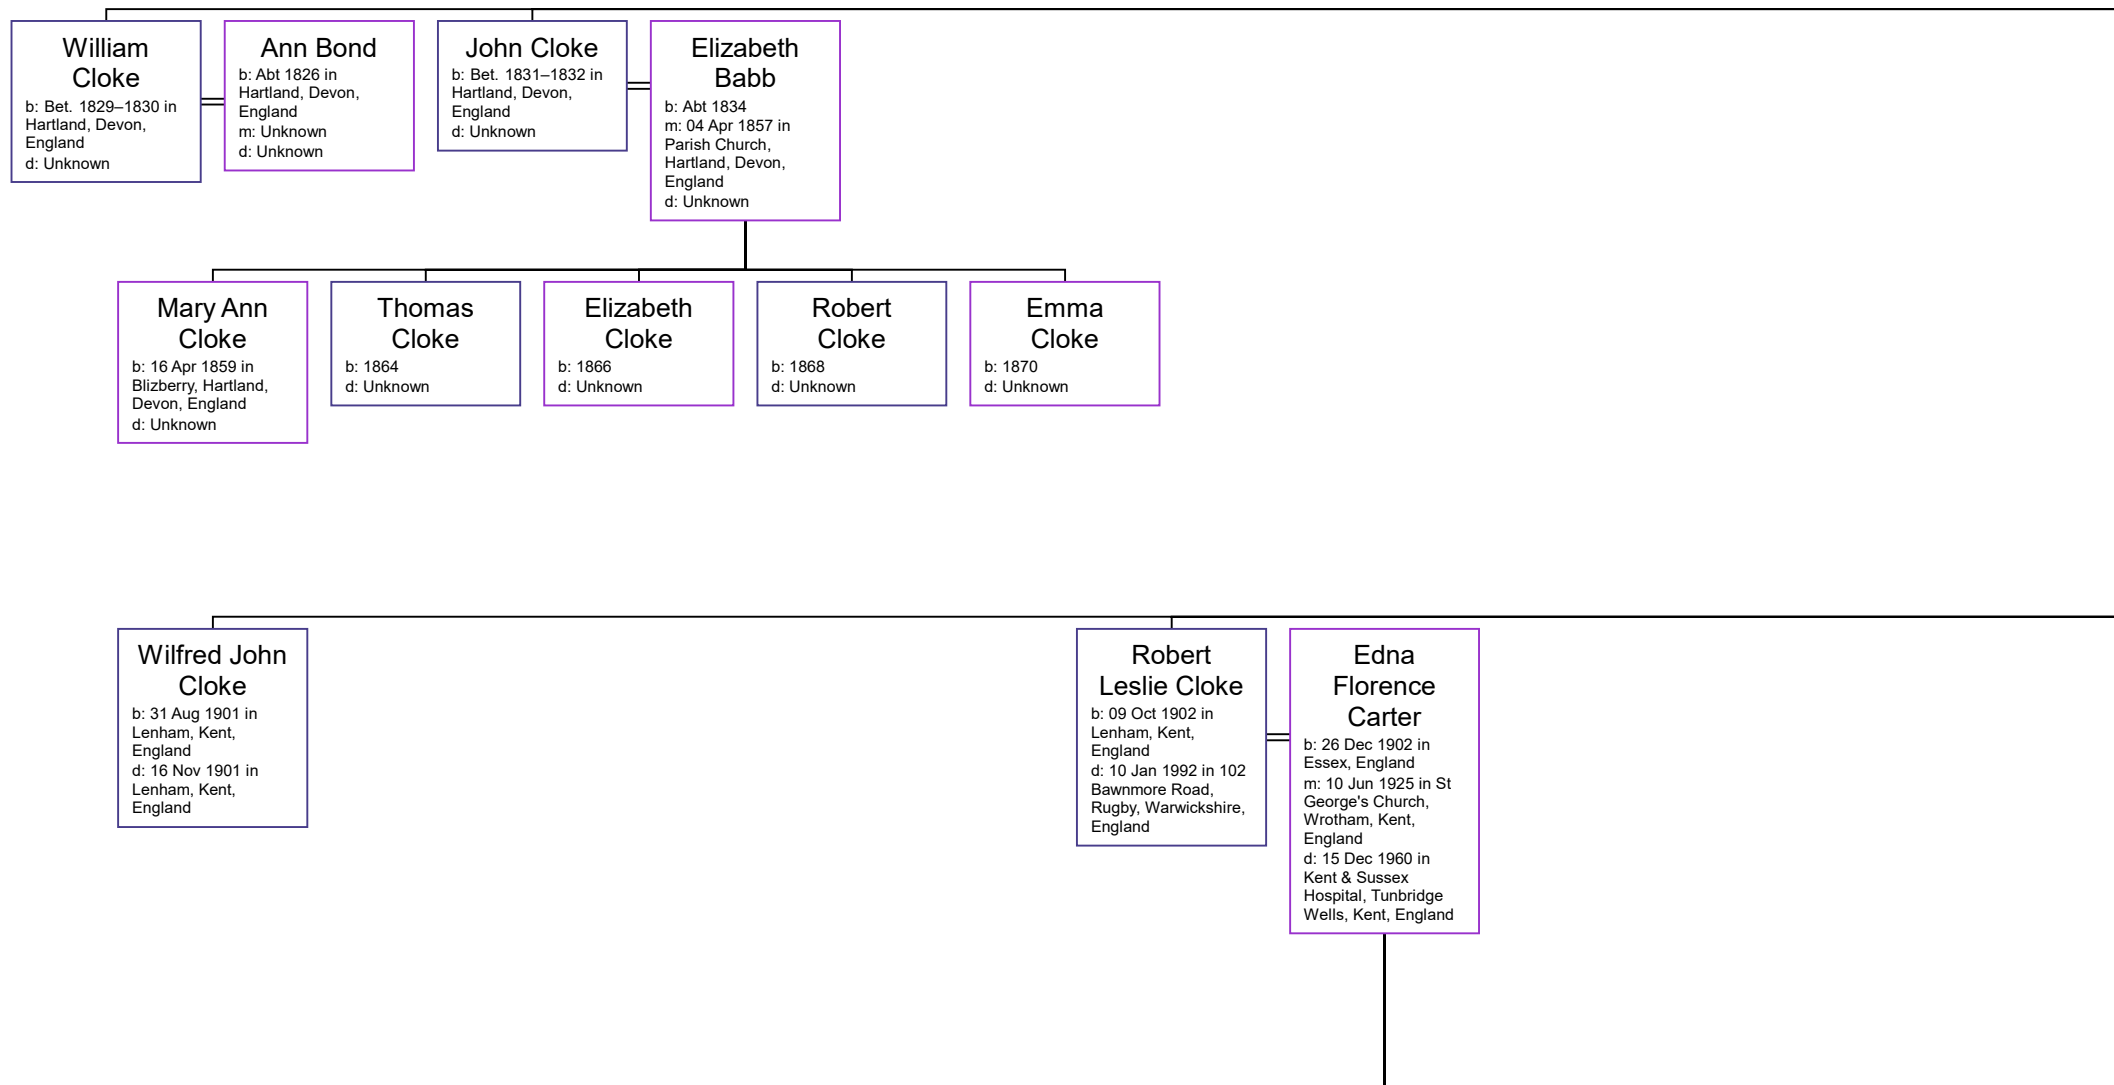 William
Cloke
b: Bet. 1829–1830 in
Hartland, Devon,
England
d: Unknown
Ann Bond
b: Abt 1826 in
Hartland, Devon,
England
m: Unknown
d: Unknown
John Cloke
b: Bet. 1831–1832 in
Hartland, Devon,
England
d: Unknown
Elizabeth
Babb
b: Abt 1834
m: 04 Apr 1857 in
Parish Church,
Hartland, Devon,
England
d: Unknown
Mary Ann
Cloke
b: 16 Apr 1859 in
Blizberry, Hartland,
Devon, England
d: Unknown
Thomas
Cloke
b: 1864
d: Unknown
Elizabeth
Cloke
b: 1866
d: Unknown
Robert
Cloke
b: 1868
d: Unknown
Emma
Cloke
b: 1870
d: Unknown
Wilfred John
Cloke
b: 31 Aug 1901 in
Lenham, Kent,
England
d: 16 Nov 1901 in
Lenham, Kent,
England
Robert
Leslie Cloke
b: 09 Oct 1902 in
Lenham, Kent,
England
d: 10 Jan 1992 in 102
Bawnmore Road,
Rugby, Warwickshire,
England
Edna
Florence
Carter
b: 26 Dec 1902 in
Essex, England
m: 10 Jun 1925 in St
George's Church,
Wrotham, Kent,
England
d: 15 Dec 1960 in
Kent & Sussex
Hospital, Tunbridge
Wells, Kent, England